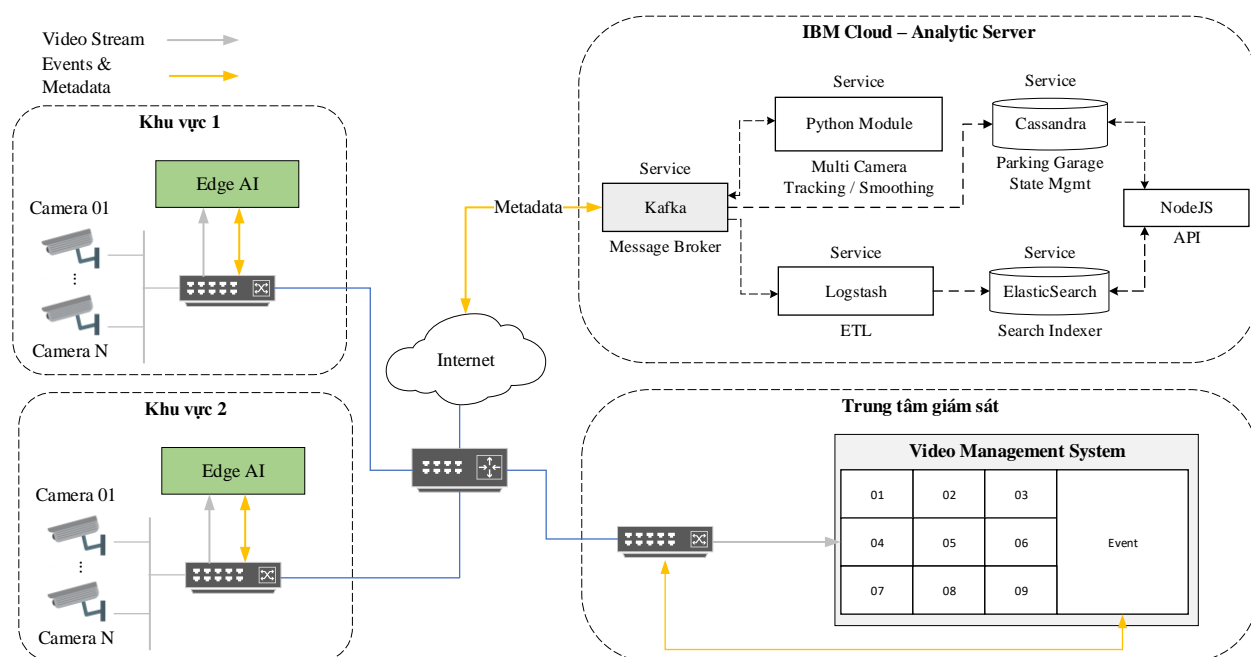 Video Stream
Events &
Metadata
Khu vực 1
Edge AI
Camera 01
...
Camera N
Khu vực 2
Edge AI
Camera 01
...
Camera N
Internet
Metadata
IBM Cloud – Analytic Server
Service
Kafka
Message Broker
Service
Python Module
Multi Camera
Tracking / Smoothing
Service
Cassandra
Parking Garage
State Mgmt
NodeJS
API
Service
Logstash
ETL
Service
ElasticSearch
Search Indexer
Trung tâm giám sát
Video Management System
01 02 03
04 05 06
07 08 09
Event